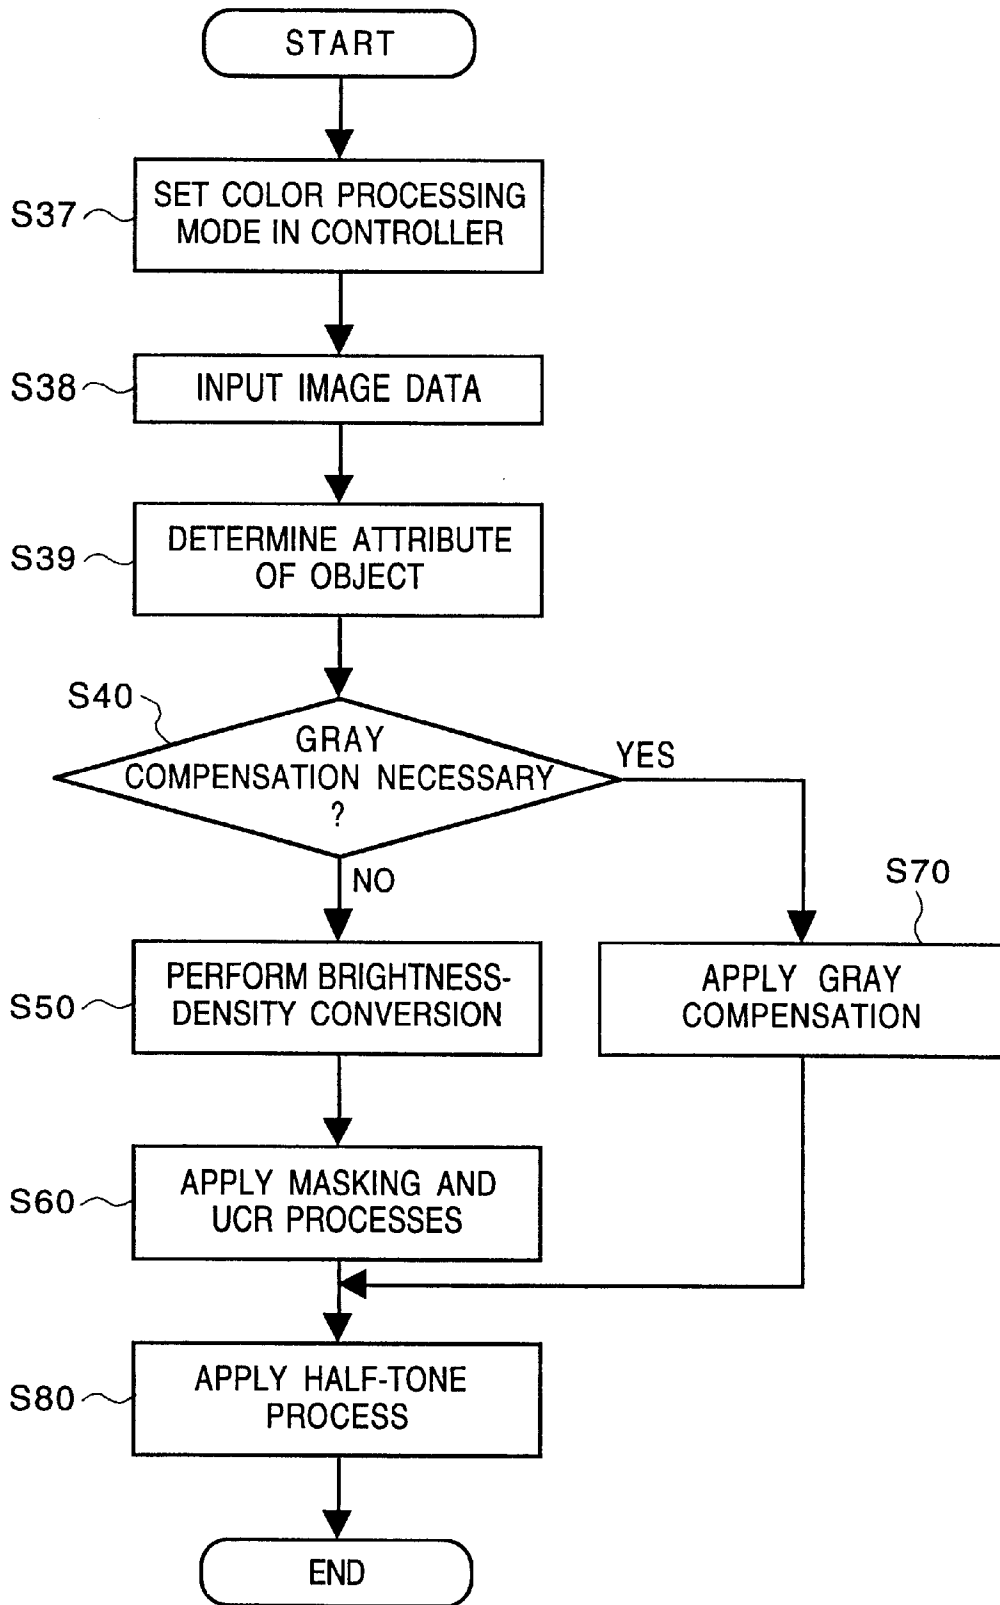 START
S37
SET COLOR PROCESSING
MODE IN CONTROLLER
S38
INPUT IMAGE DATA
S39
DETERMINE ATTRIBUTE
OF OBJECT
S40
GRAY
COMPENSATION NECESSARY
?
YES
NO
S70
APPLY GRAY
COMPENSATION
S50
PERFORM BRIGHTNESS-
DENSITY CONVERSION
S60
APPLY MASKING AND
UCR PROCESSES
S80
APPLY HALF-TONE
PROCESS
END